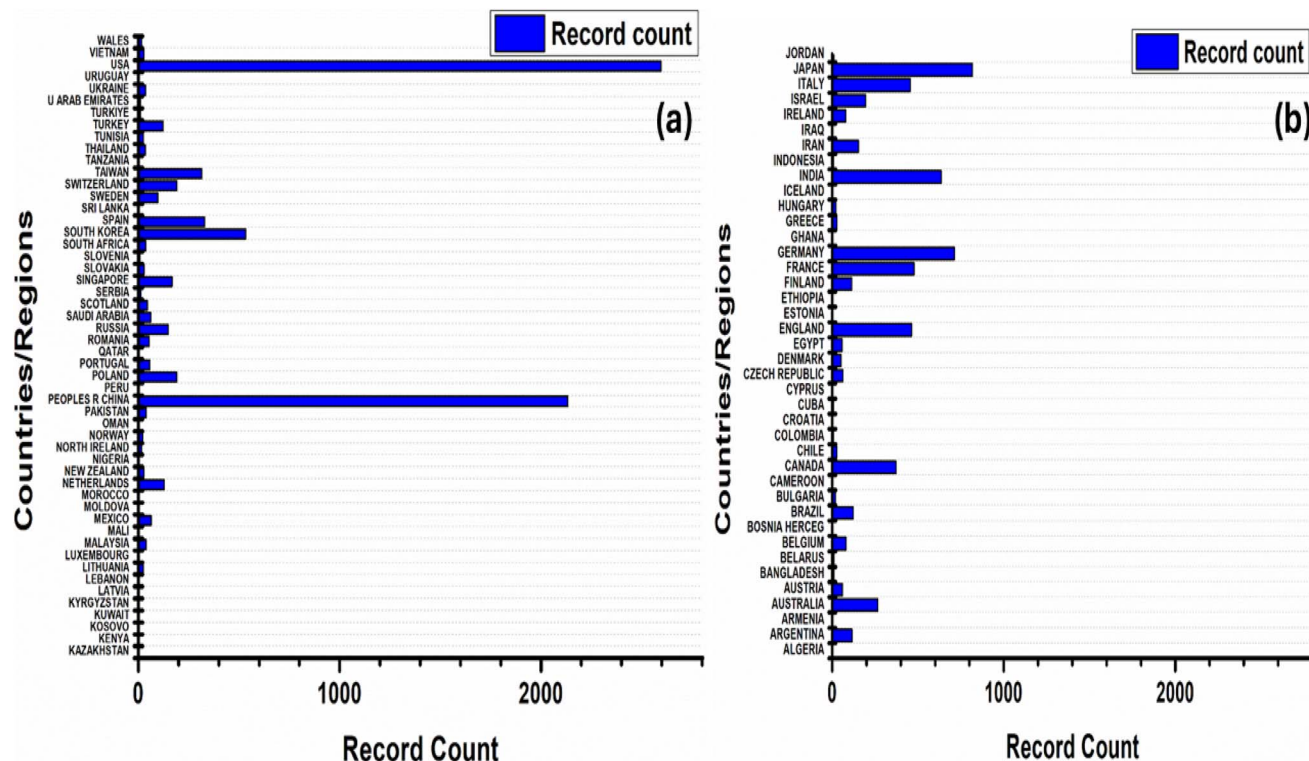 Record count
(a)
Countries/Regions
WALES
VIETNAM
USA
URUGUAY
UKRAINE
U ARAB EMIRATES
TURKIYE
TURKEY
TUNISIA
THAILAND
TANZANIA
TAIWAN
SWITZERLAND
SWEDEN
SRI LANKA
SPAIN
SOUTH KOREA
SOUTH AFRICA
SLOVENIA
SLOVAKIA
SINGAPORE
SERBIA
SCOTLAND
SAUDI ARABIA
RUSSIA
ROMANIA
QATAR
PORTUGAL
POLAND
PERU
PEOPLES R CHINA
PAKISTAN
OMAN
NORWAY
NORTH IRELAND
NIGERIA
NEW ZEALAND
NETHERLANDS
MOROCCO
MOLDOVA
MEXICO
MALI
MALAYSIA
LUXEMBOURG
LITHUANIA
LEBANON
LATVIA
KYRGYZSTAN
KUWAIT
KOSOVO
KENYA
KAZAKHSTAN
0 1000 2000
Record Count
Record count
(b)
Countries/Regions
JORDAN
JAPAN
ITALY
ISRAEL
IRELAND
IRAQ
IRAN
INDONESIA
INDIA
ICELAND
HUNGARY
GREECE
GHANA
GERMANY
FRANCE
FINLAND
ETHIOPIA
ESTONIA
ENGLAND
EGYPT
DENMARK
CZECH REPUBLIC
CYPRUS
CUBA
CROATIA
COLOMBIA
CHILE
CANADA
CAMEROON
BULGARIA
BRAZIL
BOSNIA HERCEG
BELGIUM
BELARUS
BANGLADESH
AUSTRIA
AUSTRALIA
ARMENIA
ARGENTINA
ALGERIA
0 1000 2000
Record Count